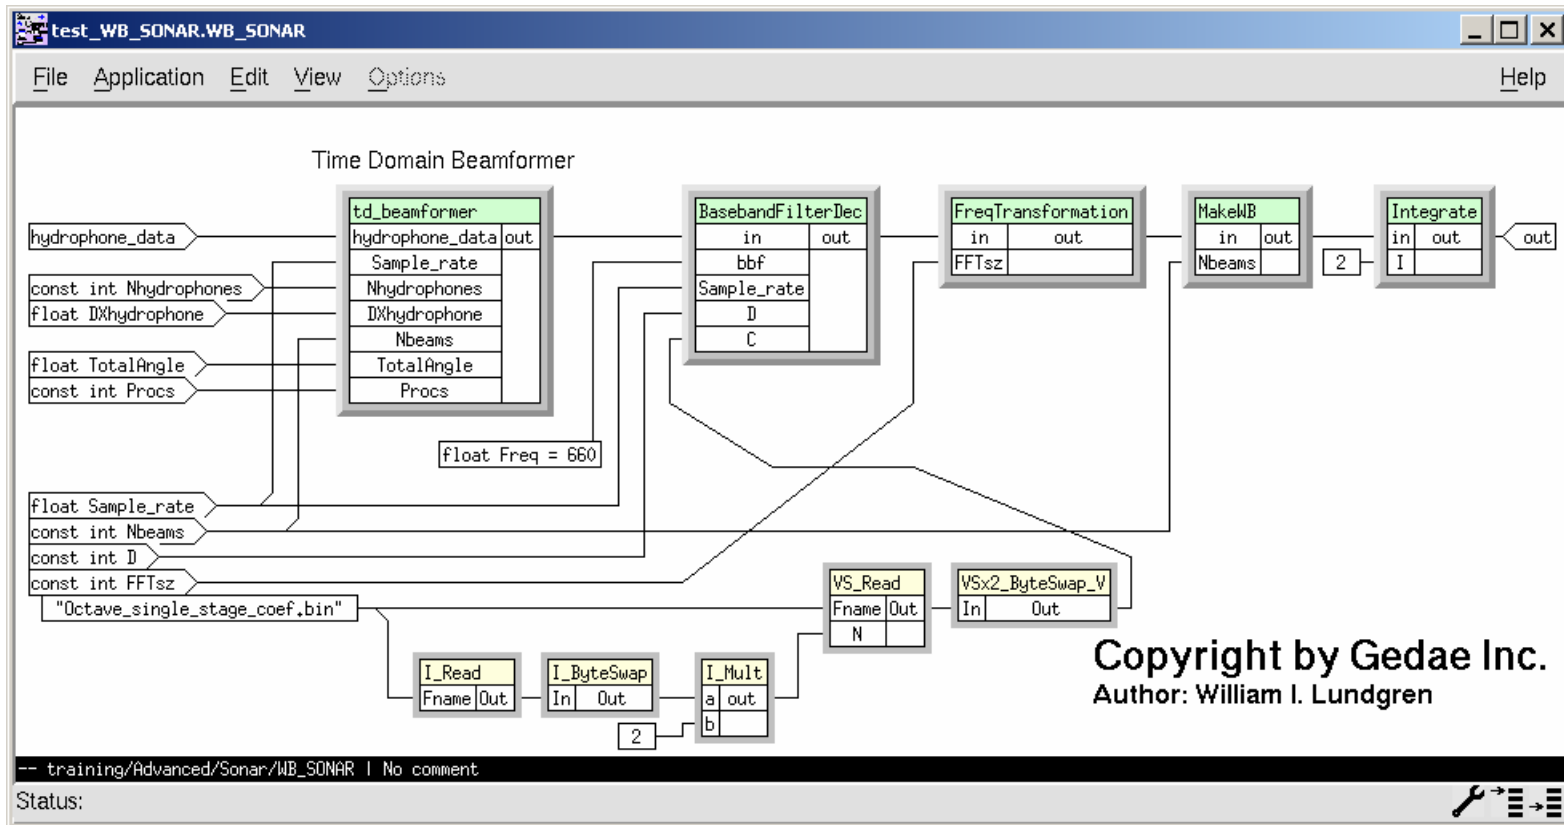 test_WB_SONAR.WB_SONAR
File Application Edit View Options Help
Time Domain Beamformer
hydrophone_data
const int Nhydrophones
float DXhydrophone
float TotalAngle
const int Procs
td_beamformer
hydrophone_data out
Sample_rate
Nhydrophones
DXhydrophone
Nbeams
TotalAngle
Procs
BasebandFilterDec
in out
bbf
Sample_rate
D
C
FreqTransformation
in out
FFTsz
MakeWB
in out
Nbeams
2
Integrate
in out
I
out
float Freq = 660
float Sample_rate
const int Nbeams
const int D
const int FFTsz
"Octave_single_stage_coef.bin"
I_Read
Fname Out
I_ByteSwap
In Out
2
I_Mult
a out
b
VS_Read
Fname Out
N
VSx2_ByteSwap_V
In Out
Copyright by Gedae Inc.
Author: William I. Lundgren
-- training/Advanced/Sonar/WB_SONAR | No comment
Status: